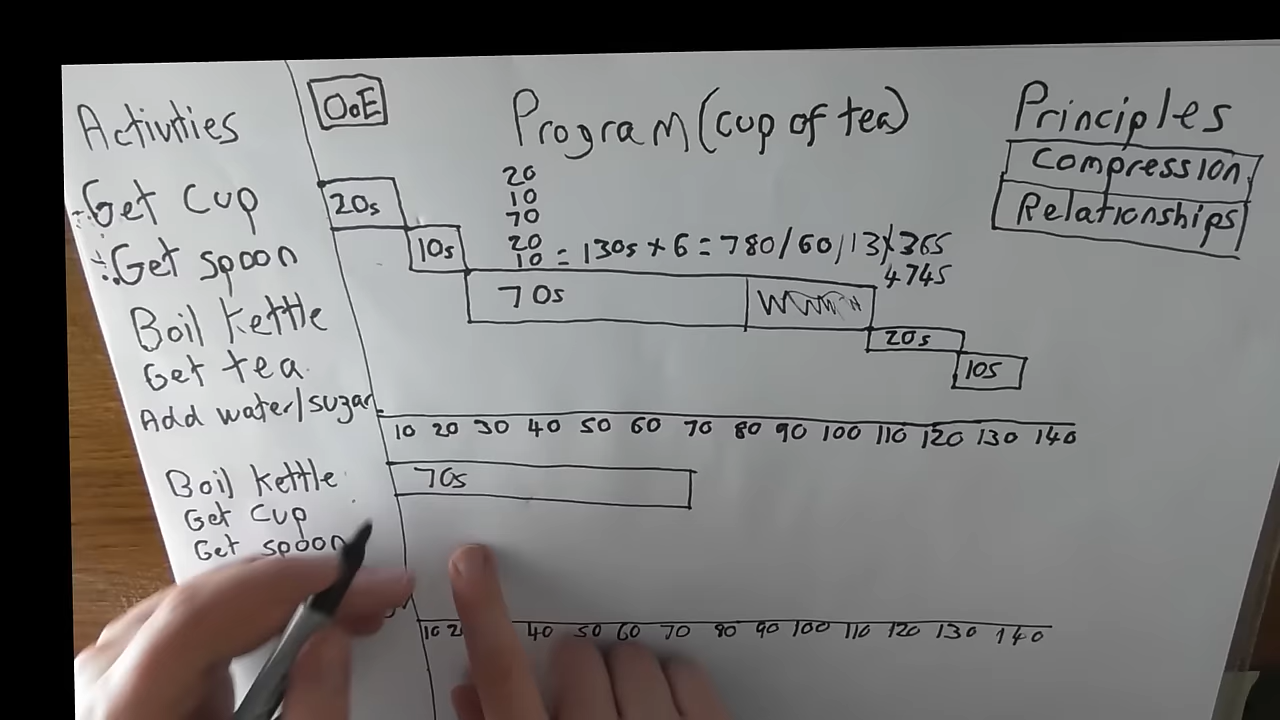 Activities
OoE
Program (cup of tea)
Principles
Compression
Relationships
Get Cup
Get spoon
Boil Kettle
Get tea
Add water/sugar
20s
10s
20
10
70
20
10 = 130s × 6 = 780/60/13 × 365
4745
70s
20s
10s
10 20 30 40 50 60 70 80 90 100 110 120 130 140
Boil Kettle
Get Cup
Get spoon
70s
10 2 40 50 60 70 80 90 100 110 120 130 140